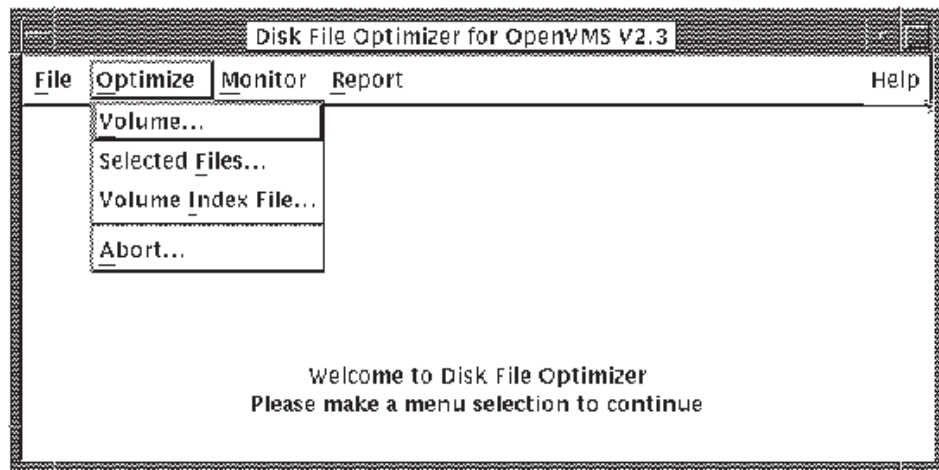 Disk File Optimizer for OpenVMS V2.3
File Optimize Monitor Report Help
Volume...
Selected Files...
Volume Index File...
Abort...
Welcome to Disk File Optimizer
Please make a menu selection to continue